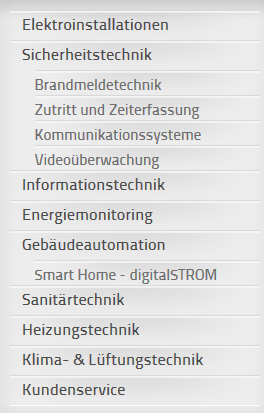 Elektroinstallationen
Sicherheitstechnik
Brandmeldetechnik
Zutritt und Zeiterfassung
Kommunikationssysteme
Videoüberwachung
Informationstechnik
Energiemonitoring
Gebäudeautomation
Smart Home - digitalSTROM
Sanitärtechnik
Heizungstechnik
Klima- & Lüftungstechnik
Kundenservice